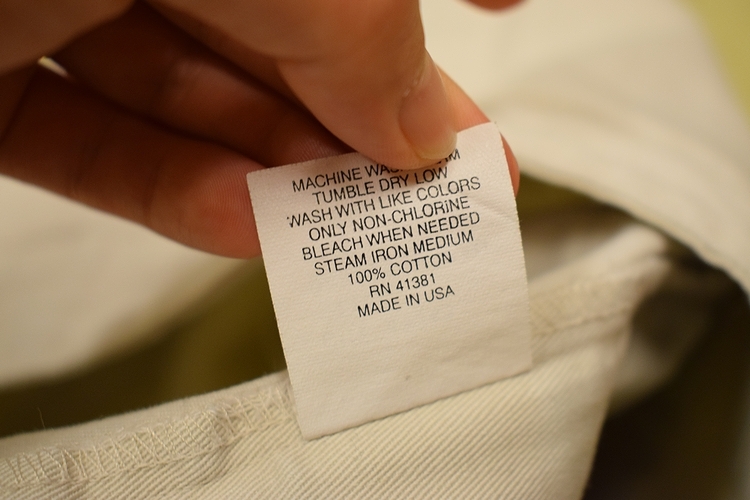 MACHINE
TUMBLE DRY LOW
WASH WITH LIKE COLORS
ONLY NON-CHLORINE
BLEACH WHEN NEEDED
STEAM IRON MEDIUM
100% COTTON
RN 41381
MADE IN USA